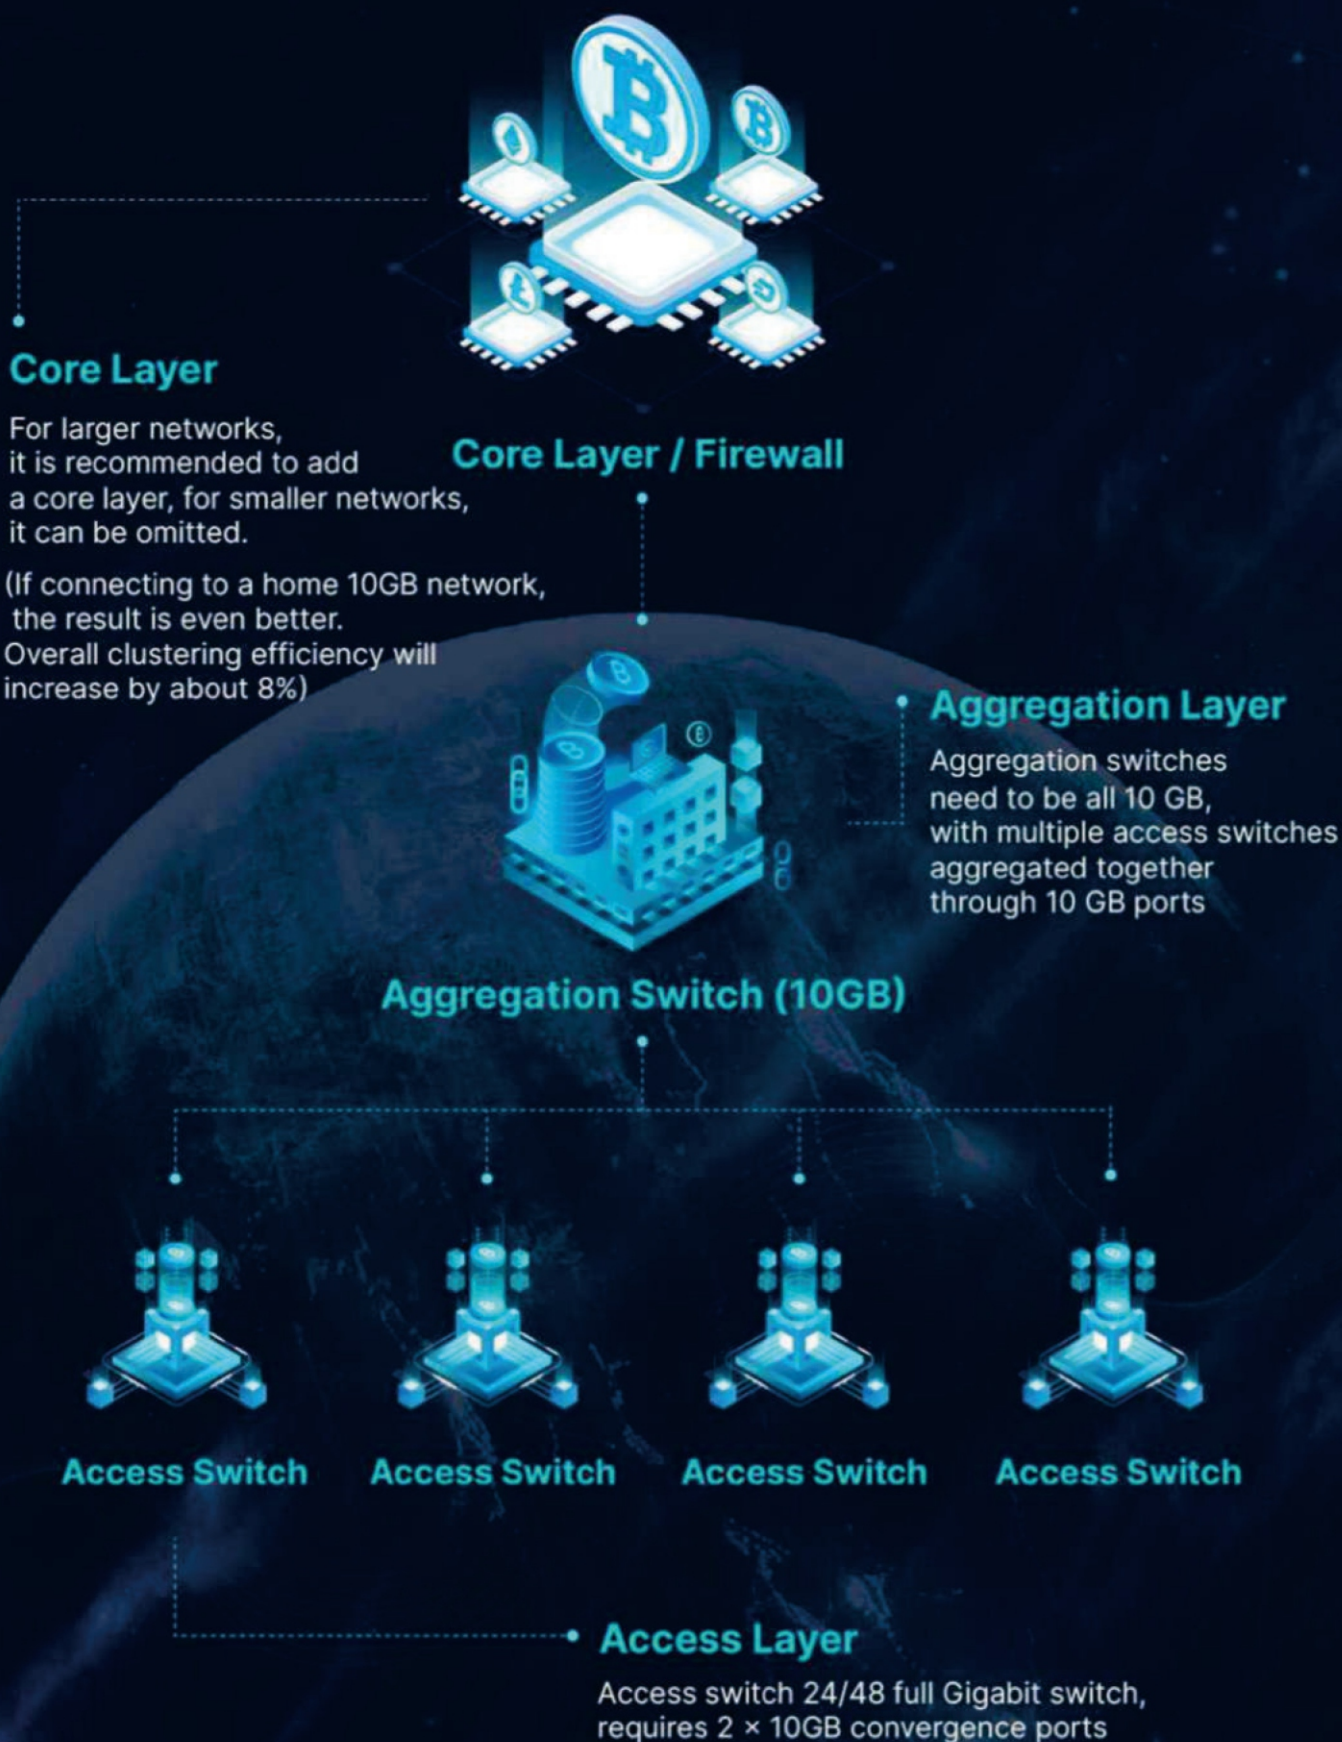 Core Layer
For larger networks,
it is recommended to add
a core layer, for smaller networks,
it can be omitted.
(If connecting to a home 10GB network,
the result is even better.
Overall clustering efficiency will
increase by about 8%)
Core Layer / Firewall
Aggregation Layer
Aggregation switches
need to be all 10 GB,
with multiple access switches
aggregated together
through 10 GB ports
Aggregation Switch (10GB)
Access Switch
Access Switch
Access Switch
Access Switch
Access Layer
Access switch 24/48 full Gigabit switch,
requires 2 × 10GB convergence ports